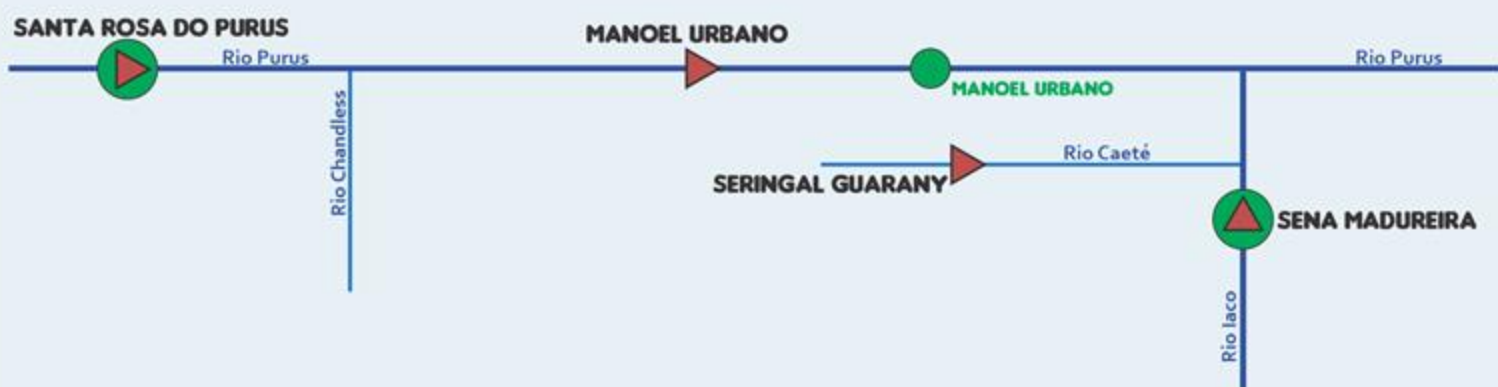 SANTA ROSA DO PURUS
MANOEL URBANO
Rio Purus
Rio Purus
MANOEL URBANO
Rio Chandless
Rio Caeté
SERINGAL GUARANY
SENA MADUREIRA
Rio Iaco